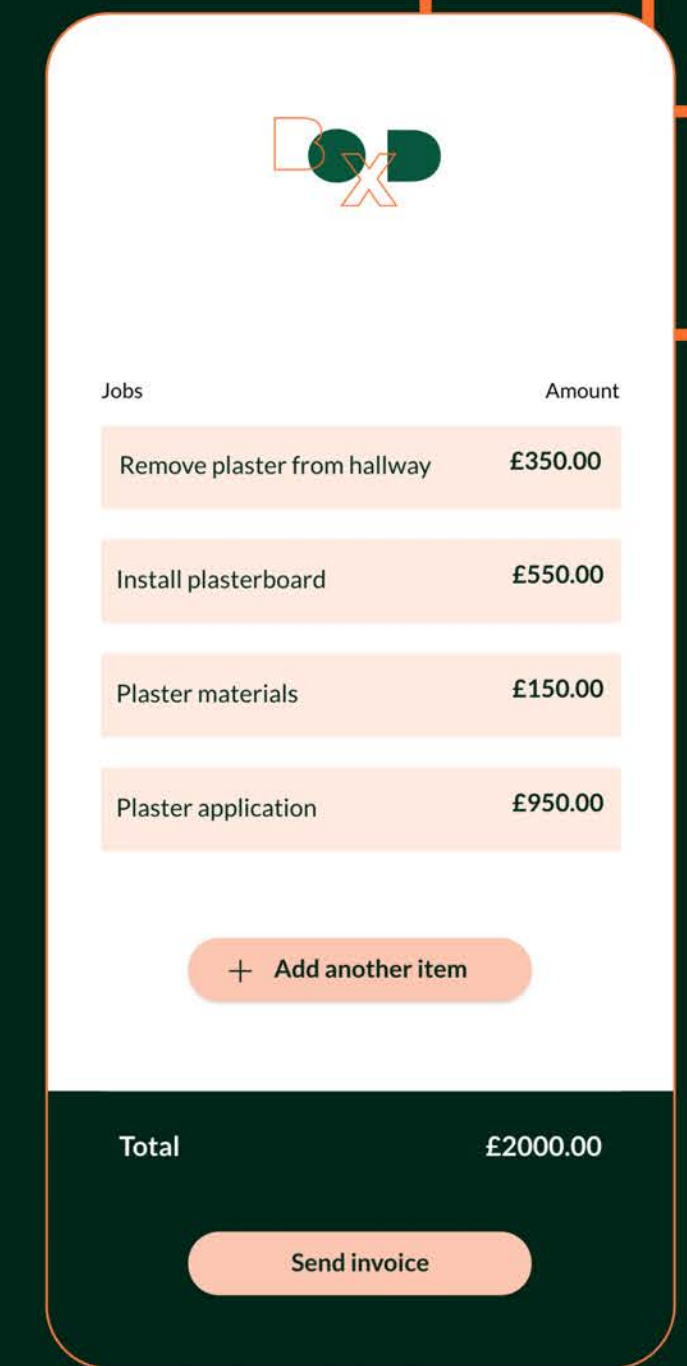 BOXD
Jobs Amount
Remove plaster from hallway £350.00
Install plasterboard £550.00
Plaster materials £150.00
Plaster application £950.00
+ Add another item
Total £2000.00
Send invoice